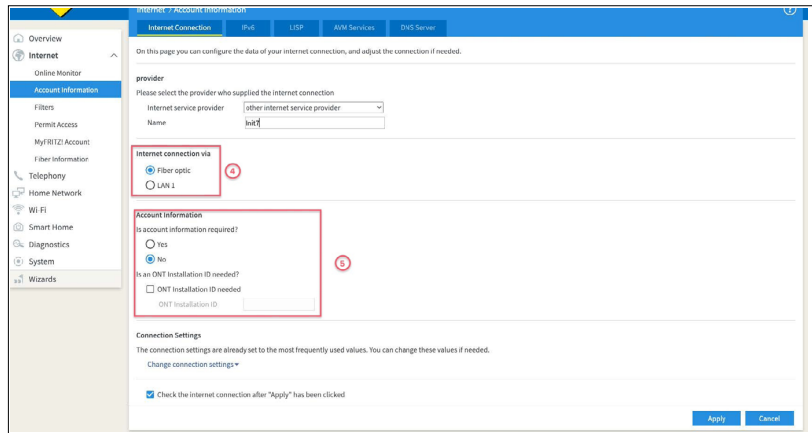 Internet > Account Information
Internet Connection IPv6 LISP AVM Services DNS Server
On this page you can configure the data of your internet connection, and adjust the connection if needed.
Overview
Internet
Online Monitor
Account Information
Filters
Permit Access
MyFRITZ! Account
Fiber Information
Telephony
Home Network
Wi-Fi
Smart Home
Diagnostics
System
Wizards
provider
Please select the provider who supplied the internet connection
Internet service provider other internet service provider
Name Init7
Internet connection via
Fiber optic
LAN 1
4
Account Information
Is account information required?
Yes
No
5
Is an ONT Installation ID needed?
ONT Installation ID needed
ONT Installation ID
Connection Settings
The connection settings are already set to the most frequently used values. You can change these values if needed.
Change connection settings
Check the internet connection after "Apply" has been clicked
Apply Cancel